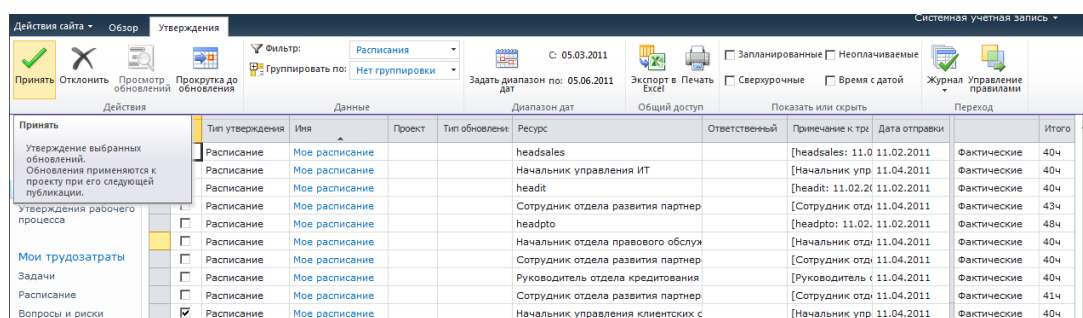 Системная учетная запись
Действия сайта Обзор Утверждения
Принять Отклонить Просмотр обновлений Прокрутка до обновления
Фильтр: Расписания
Группировать по: Нет группировки
Задать диапазон дат
С: 05.03.2011
по: 05.06.2011
Экспорт в Excel Печать
Запланированные Неоплачиваемые
Сверхурочные Время с датой
Журнал Управление правилами
Действия Данные Диапазон дат Общий доступ Показать или скрыть Переход
Принять
Утверждение выбранных
обновлений.
Обновления применяются к
проекту при его следующей
публикации.
Утверждения рабочего
процесса
Мои трудозатраты
Задачи
Расписание
Вопросы и риски
Тип утверждения Имя Проект Тип обновлени Ресурс Ответственный Примечание к тра Дата отправки Итого
Расписание Мое расписание headsales [headsales: 11.0 11.02.2011 Фактические 40ч
Расписание Мое расписание Начальник управления ИТ [Начальник упр 11.04.2011 Фактические 40ч
Расписание Мое расписание headit [headit: 11.02.20 11.02.2011 Фактические 40ч
Расписание Мое расписание Сотрудник отдела развития партнер [Сотрудник отд 11.04.2011 Фактические 43ч
Расписание Мое расписание headpto [headpto: 11.02. 11.02.2011 Фактические 48ч
Расписание Мое расписание Начальник отдела правового обслуж [Начальник отд 11.04.2011 Фактические 40ч
Расписание Мое расписание Сотрудник отдела развития партнер [Сотрудник отд 11.04.2011 Фактические 40ч
Расписание Мое расписание Руководитель отдела кредитования [Руководитель 11.04.2011 Фактические 40ч
Расписание Мое расписание Сотрудник отдела развития партнер [Сотрудник отд 11.04.2011 Фактические 41ч
Расписание Мое расписание Начальник управления клиентских с [Начальник упр 11.04.2011 Фактические 40ч